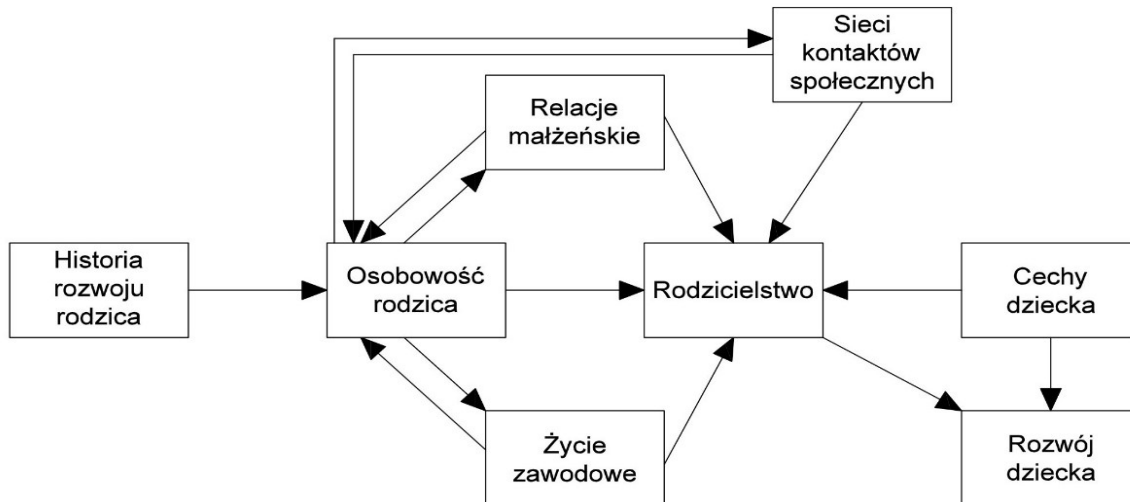 Sieci
kontaktów
społecznych
Relacje
małżeńskie
Historia
rozwoju
rodzica
Osobowość
rodzica
Rodzicielstwo
Cechy
dziecka
Życie
zawodowe
Rozwój
dziecka